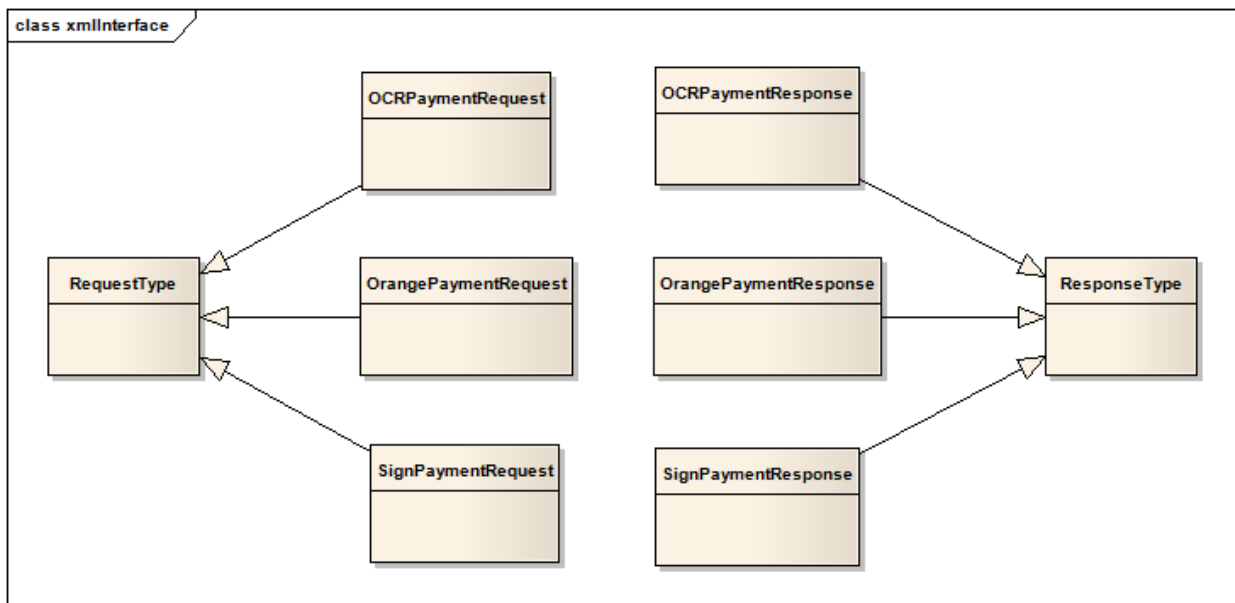 class xmlInterface
OCRPaymentRequest
OCRPaymentResponse
RequestType
OrangePaymentRequest
OrangePaymentResponse
ResponseType
SignPaymentRequest
SignPaymentResponse